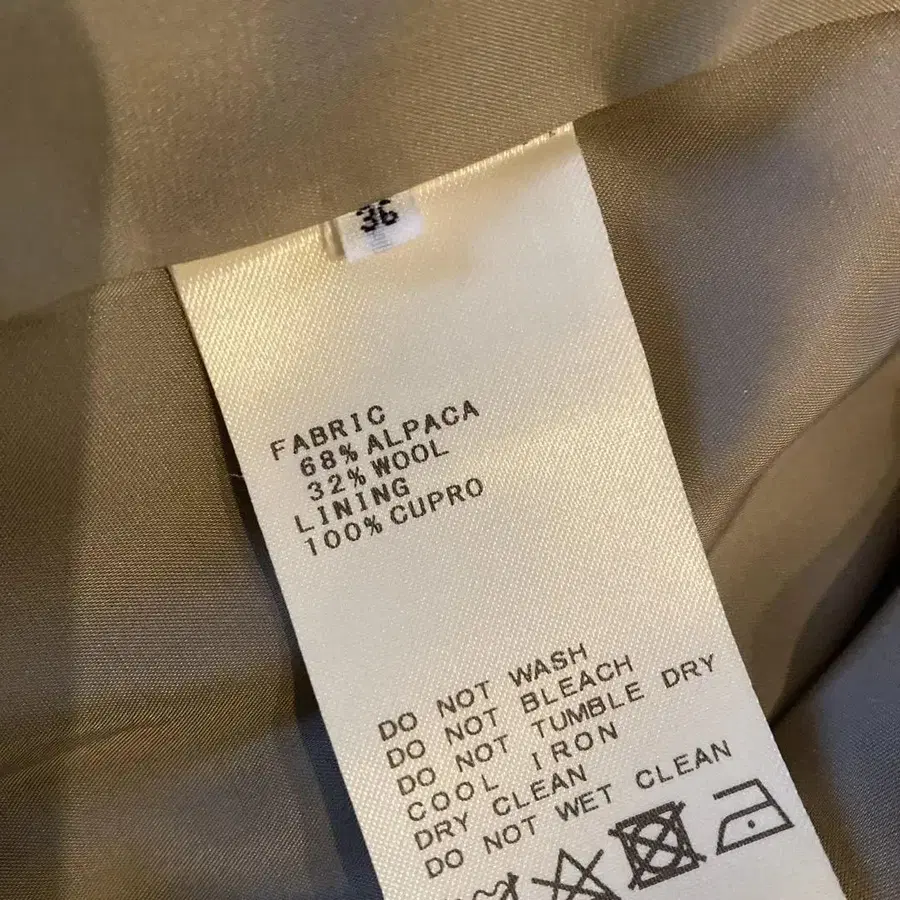 36
FABRIC
68% ALPACA
32% WOOL
LINING
100% CUPRO
DO NOT WASH
DO NOT BLEACH
DO NOT TUMBLE DRY
COOL IRON
DRY CLEAN
DO NOT WET CLEAN